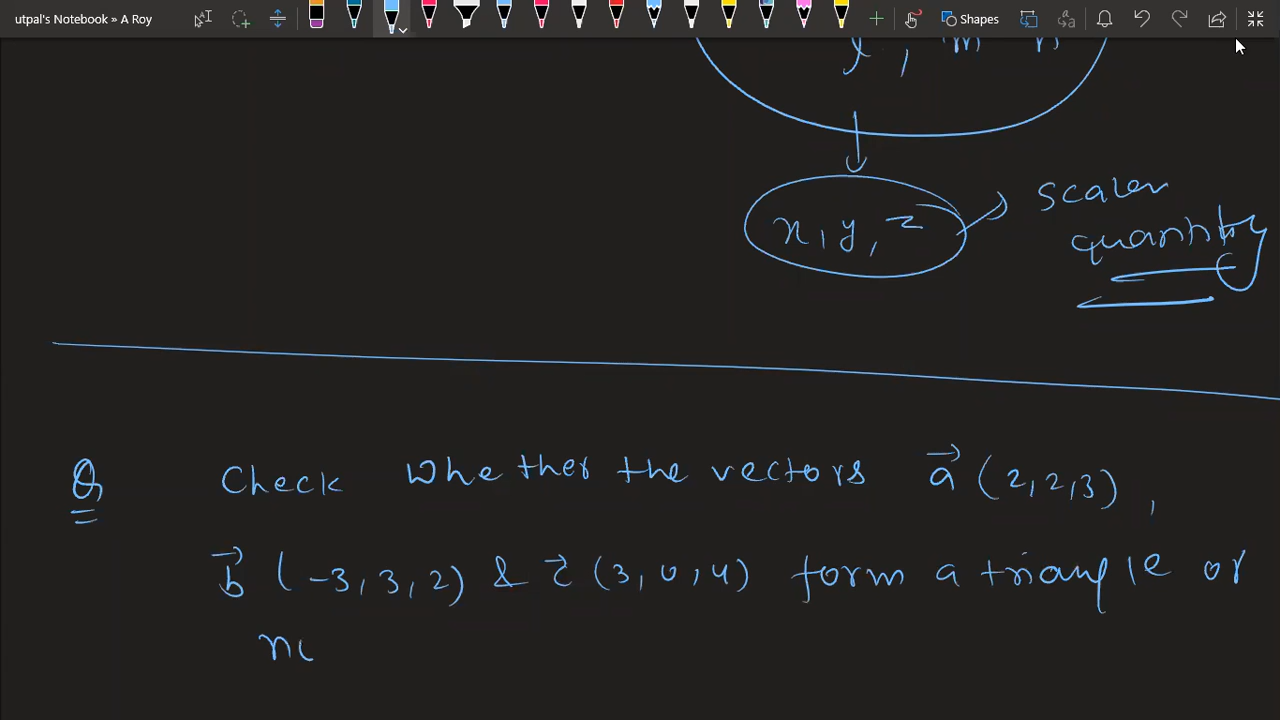 utpal's Notebook » A Roy
Shapes
l, m n
x, y, z
scaler
quantity
Q Check Whether the vectors a⃗ (2,2,3),
b⃗ (-3,3,2) & c⃗ (3,0,4) form a triangle or
no